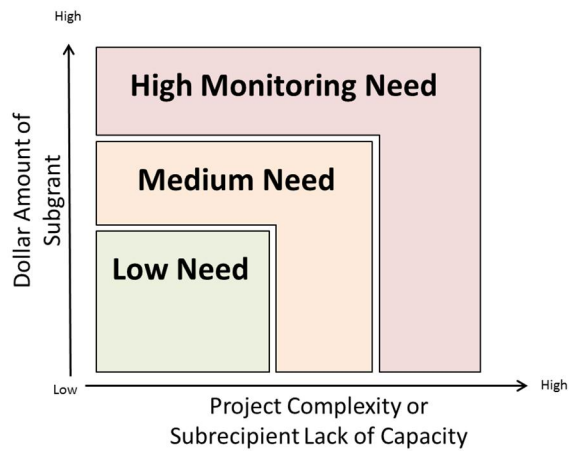 High
High Monitoring Need
Medium Need
Low Need
Dollar Amount of
Subgrant
Low
High
Project Complexity or
Subrecipient Lack of Capacity